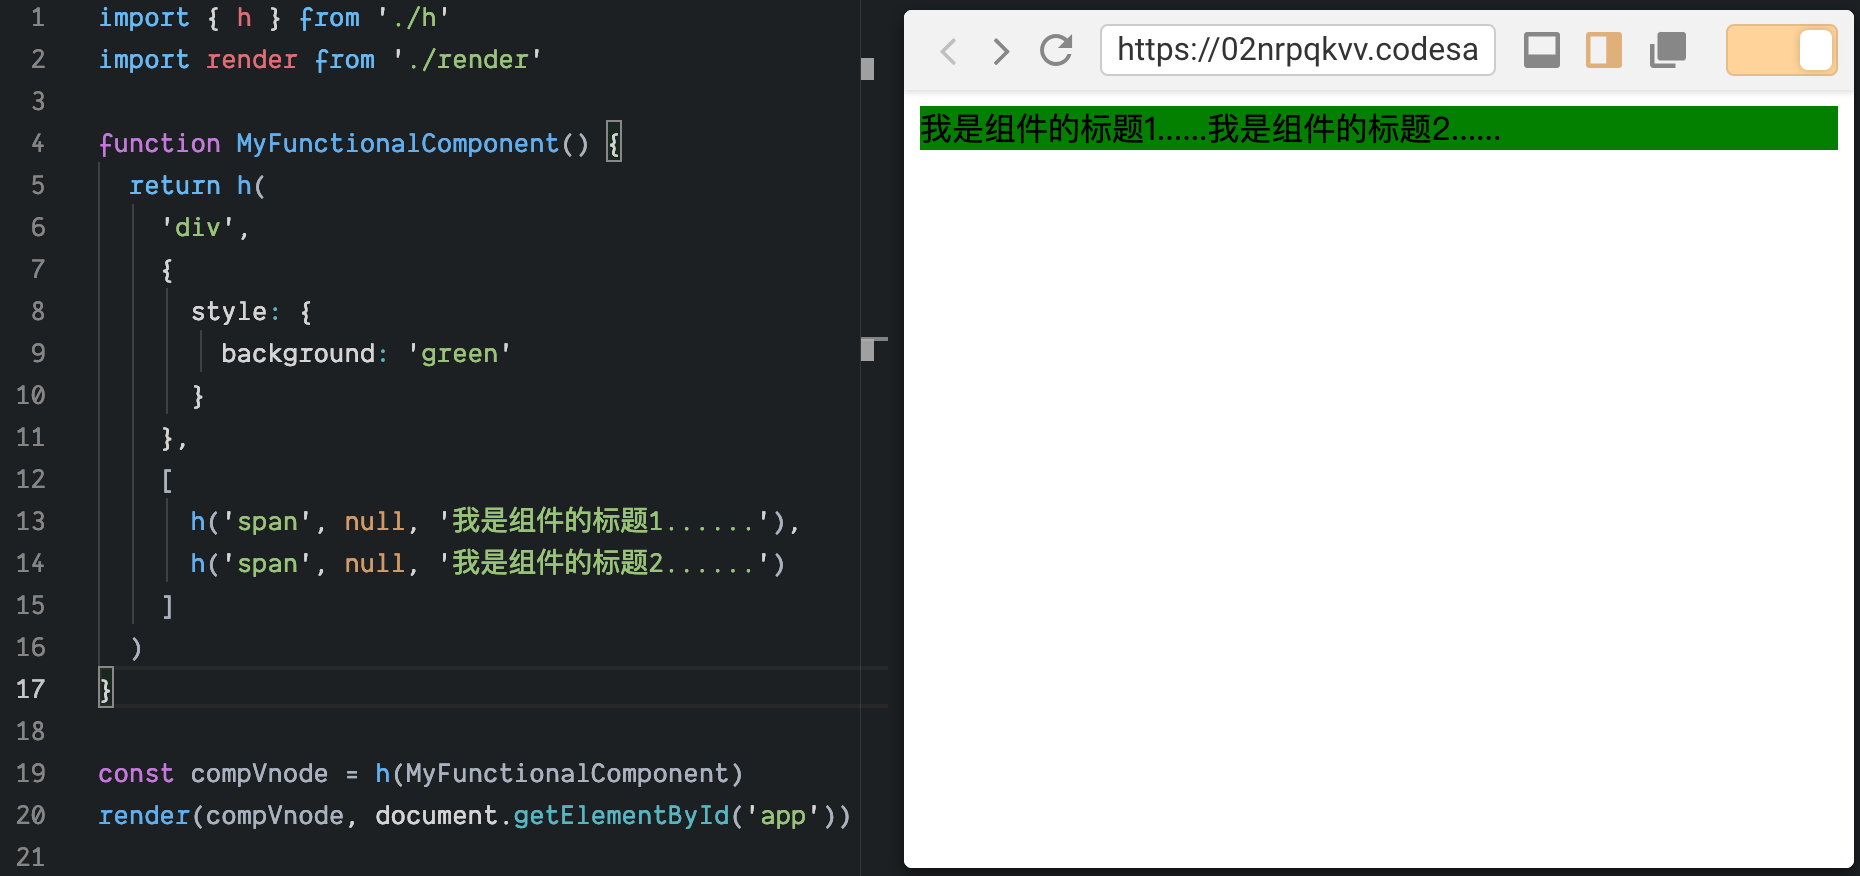 1 import { h } from './h'
2 import render from './render'
3
4 function MyFunctionalComponent() {
5   return h(
6     'div',
7     {
8       style: {
9         background: 'green'
10       }
11     },
12     [
13       h('span', null, '我是组件的标题1......'),
14       h('span', null, '我是组件的标题2......')
15     ]
16   )
17 }
18
19 const compVnode = h(MyFunctionalComponent)
20 render(compVnode, document.getElementById('app'))
21
https://02nrpqkvv.codesa
我是组件的标题1......我是组件的标题2......